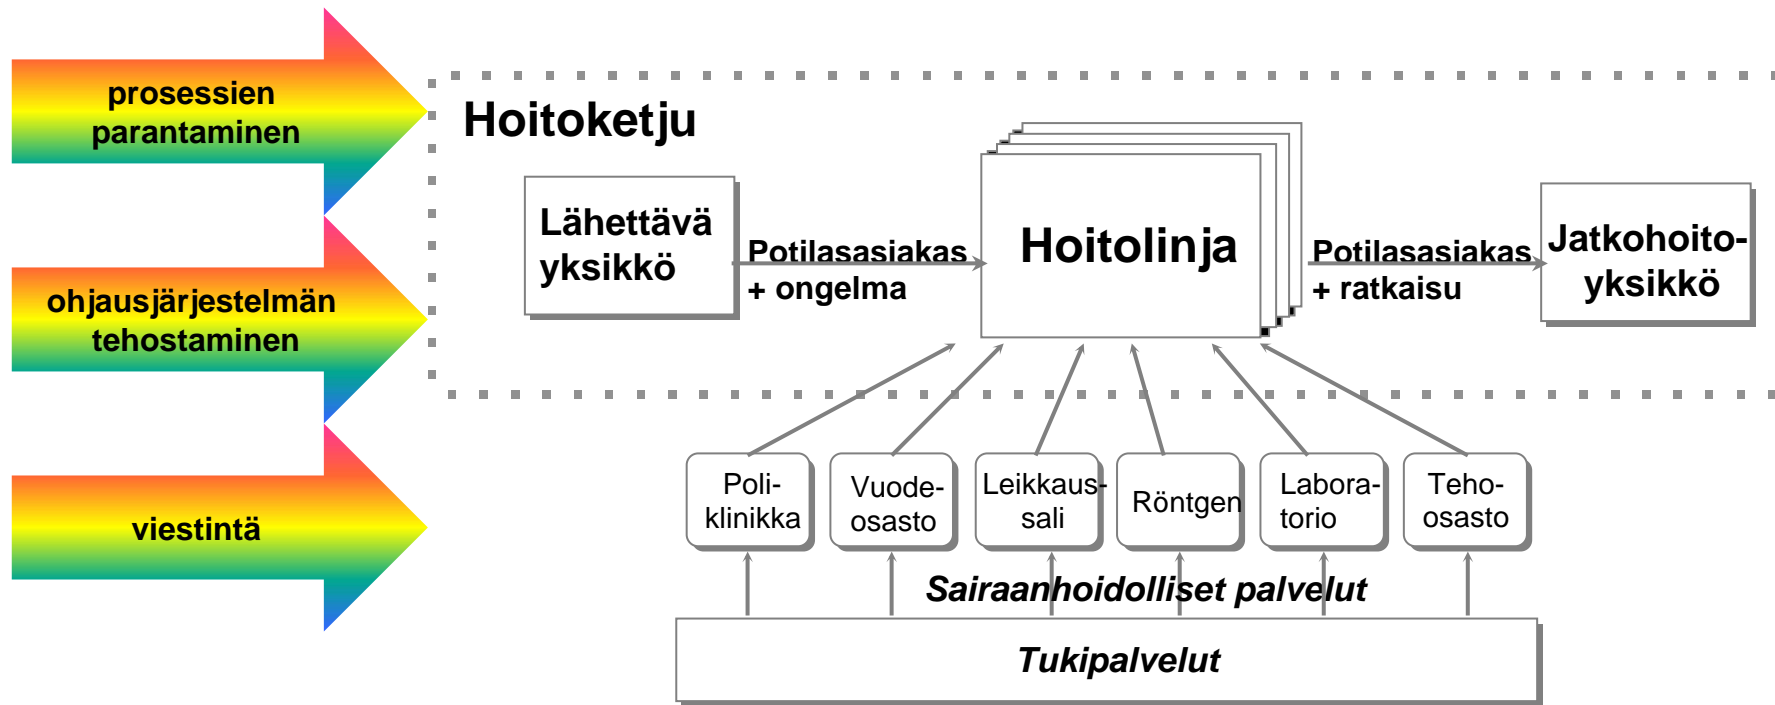 prosessien
parantaminen
ohjausjärjestelmän
tehostaminen
viestintä
Hoitoketju
Lähettävä
yksikkö
Potilasasiakas
+ ongelma
Hoitolinja
Potilasasiakas
+ ratkaisu
Jatkohoito-
yksikkö
Poli-
klinikka
Vuode-
osasto
Leikkaus-
sali
Röntgen
Labora-
torio
Teho-
osasto
Sairaanhoidolliset palvelut
Tukipalvelut